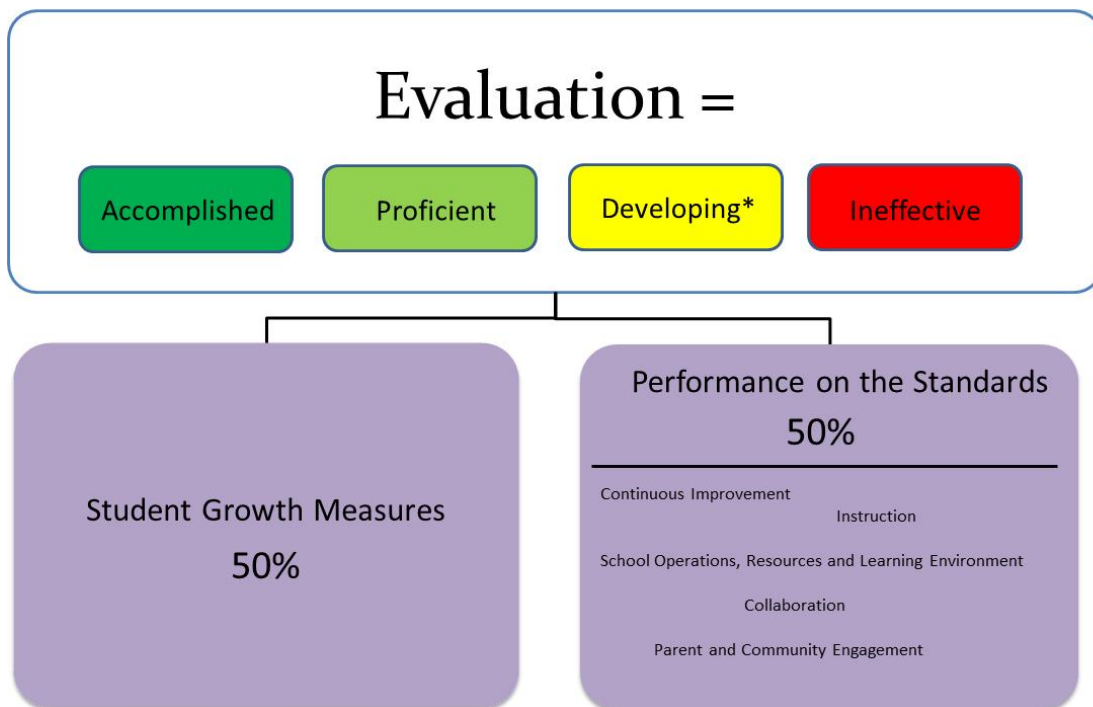 Evaluation =
Accomplished
Proficient
Developing*
Ineffective
Student Growth Measures
50%
Performance on the Standards
50%
Continuous Improvement
Instruction
School Operations, Resources and Learning Environment
Collaboration
Parent and Community Engagement